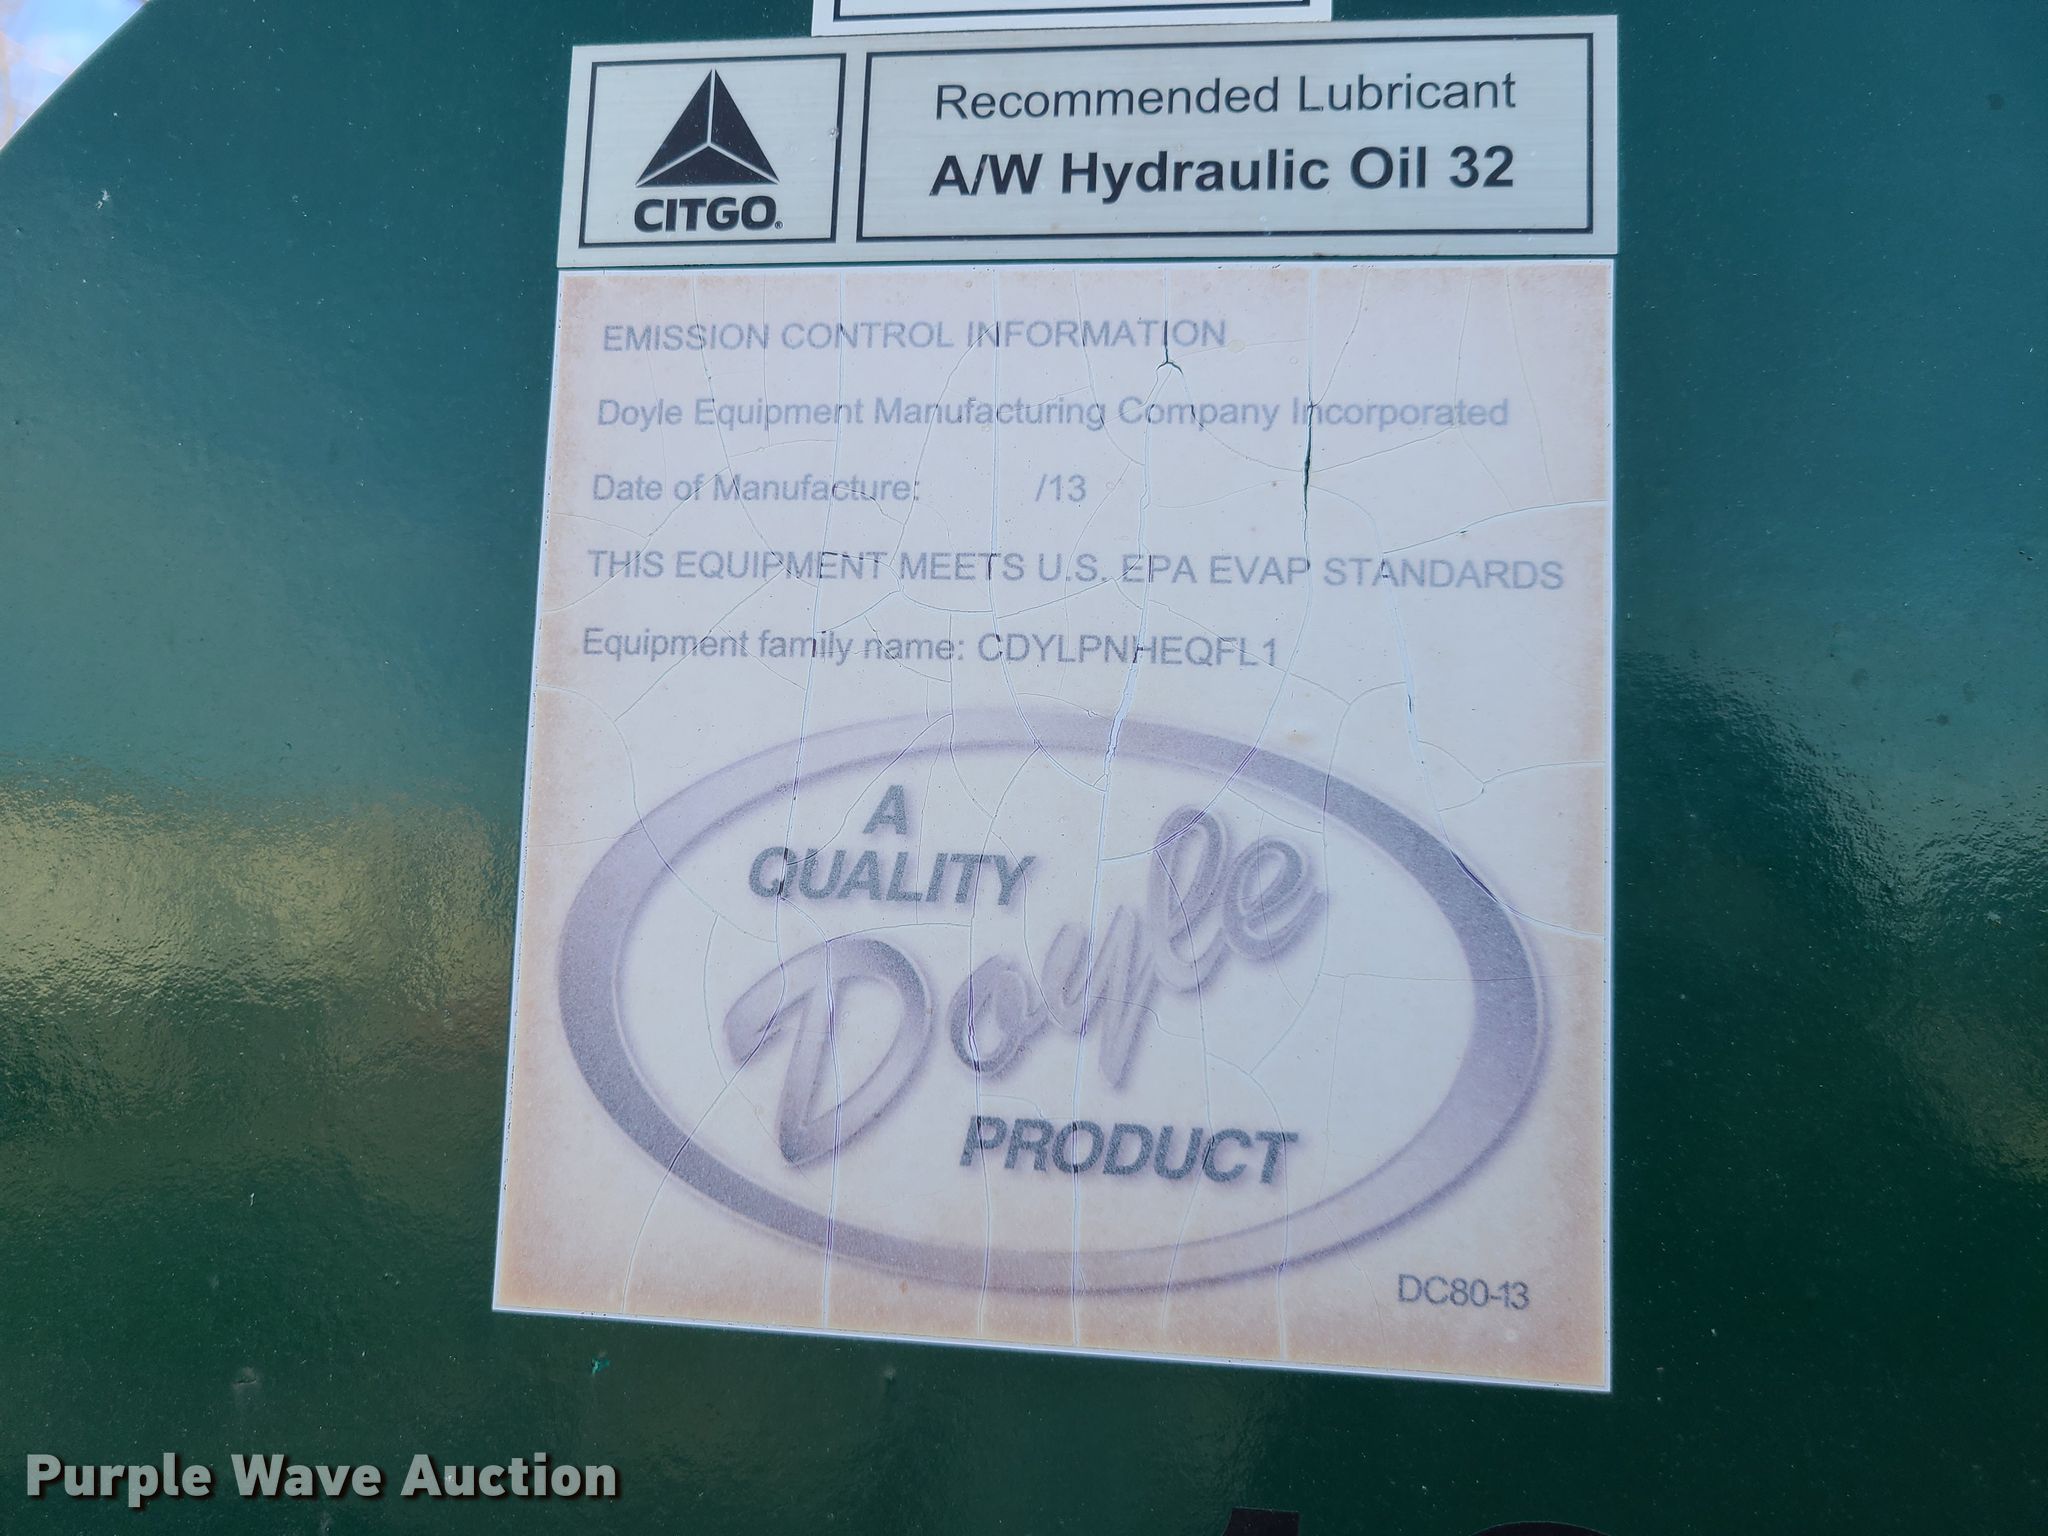 CITGO®
Recommended Lubricant
A/W Hydraulic Oil 32
EMISSION CONTROL INFORMATION
Doyle Equipment Manufacturing Company Incorporated
Date of Manufacture: /13
THIS EQUIPMENT MEETS U.S. EPA EVAP STANDARDS
Equipment family name: CDYLPNHEQFL1
A
QUALITY
Doyle
PRODUCT
DC80-13
Purple Wave Auction